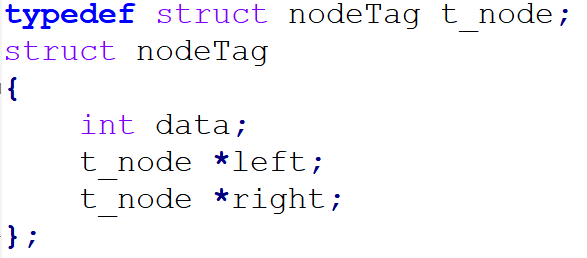 typedef struct nodeTag t_node;
struct nodeTag
{
    int data;
    t_node *left;
    t_node *right;
};